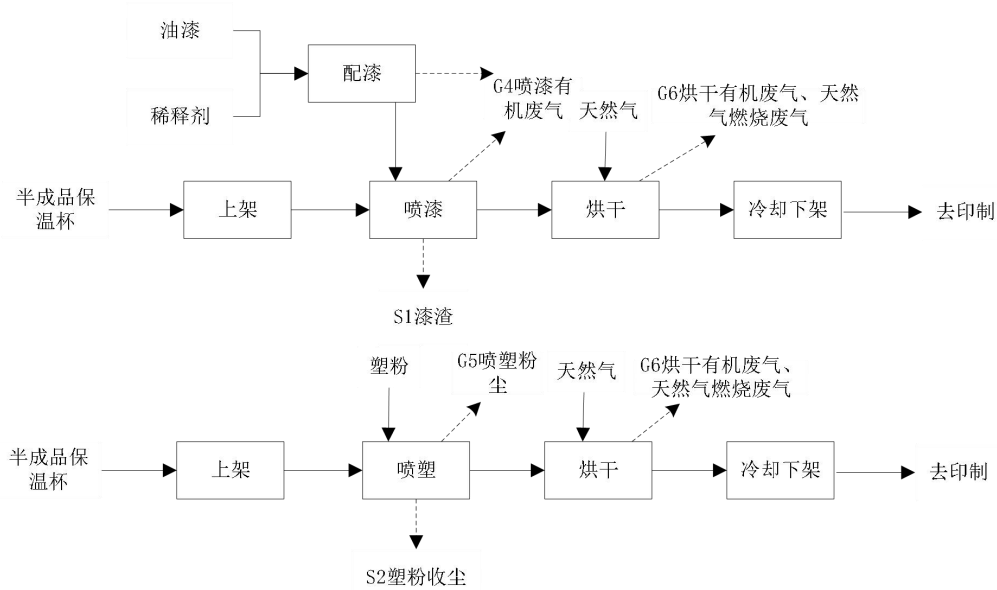 油漆
稀释剂
配漆
G4喷漆有
机废气
天然气
G6烘干有机废气、天然
气燃烧废气
半成品保
温杯
上架
喷漆
烘干
冷却下架
去印制
S1漆渣
塑粉
G5喷塑粉
尘
天然气
G6烘干有机废气、
天然气燃烧废气
半成品保
温杯
上架
喷塑
烘干
冷却下架
去印制
S2塑粉收尘